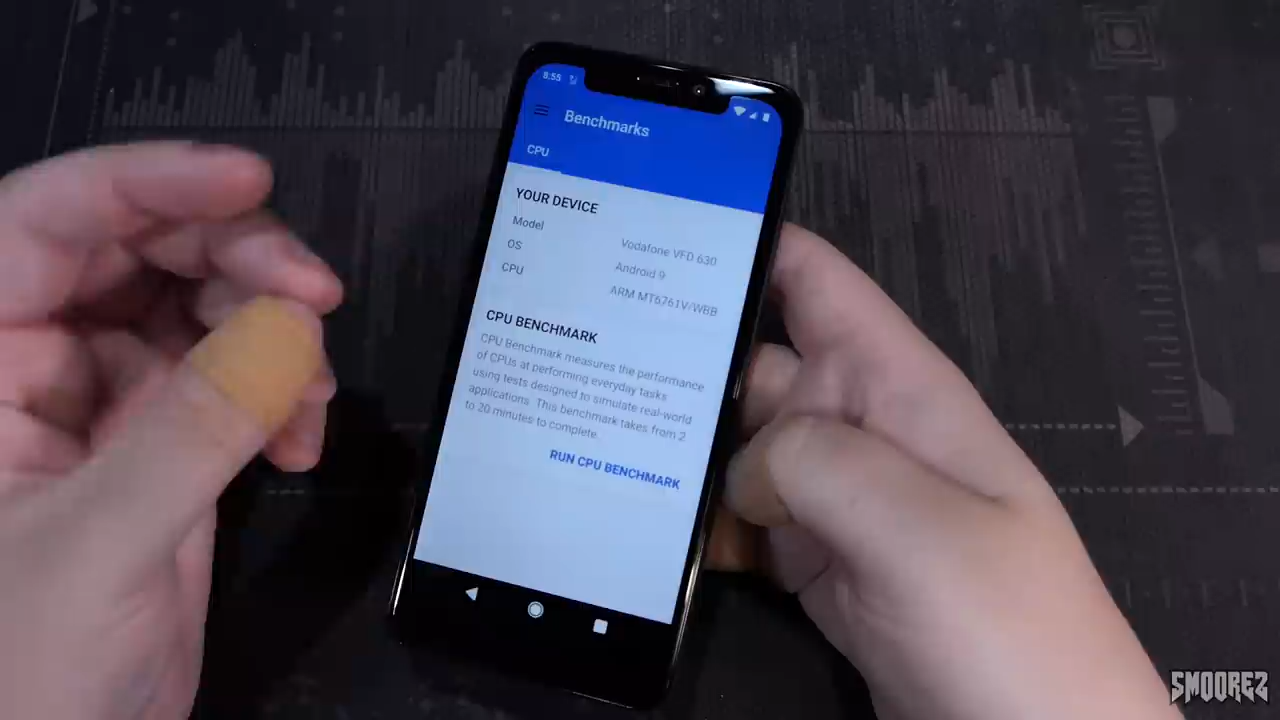 8:55
Benchmarks
CPU
YOUR DEVICE
Model Vodafone VFD 630
OS Android 9
CPU ARM MT6761V/WBB
CPU BENCHMARK
CPU Benchmark measures the performance
of CPUs at performing everyday tasks
using tests designed to simulate real-world
applications. This benchmark takes from 2
to 20 minutes to complete.
RUN CPU BENCHMARK
SMOOREZ